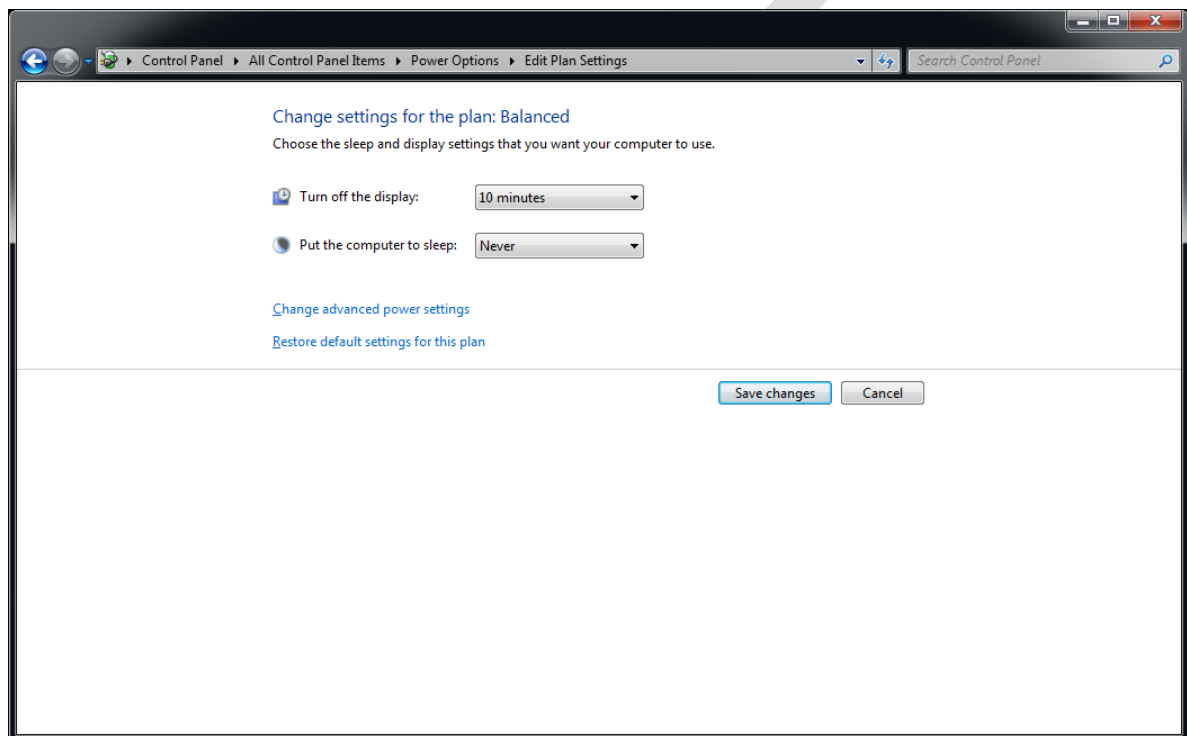 Control Panel All Control Panel Items Power Options Edit Plan Settings Search Control Panel
Change settings for the plan: Balanced
Choose the sleep and display settings that you want your computer to use.
Turn off the display: 10 minutes
Put the computer to sleep: Never
Change advanced power settings
Restore default settings for this plan
Save changes Cancel